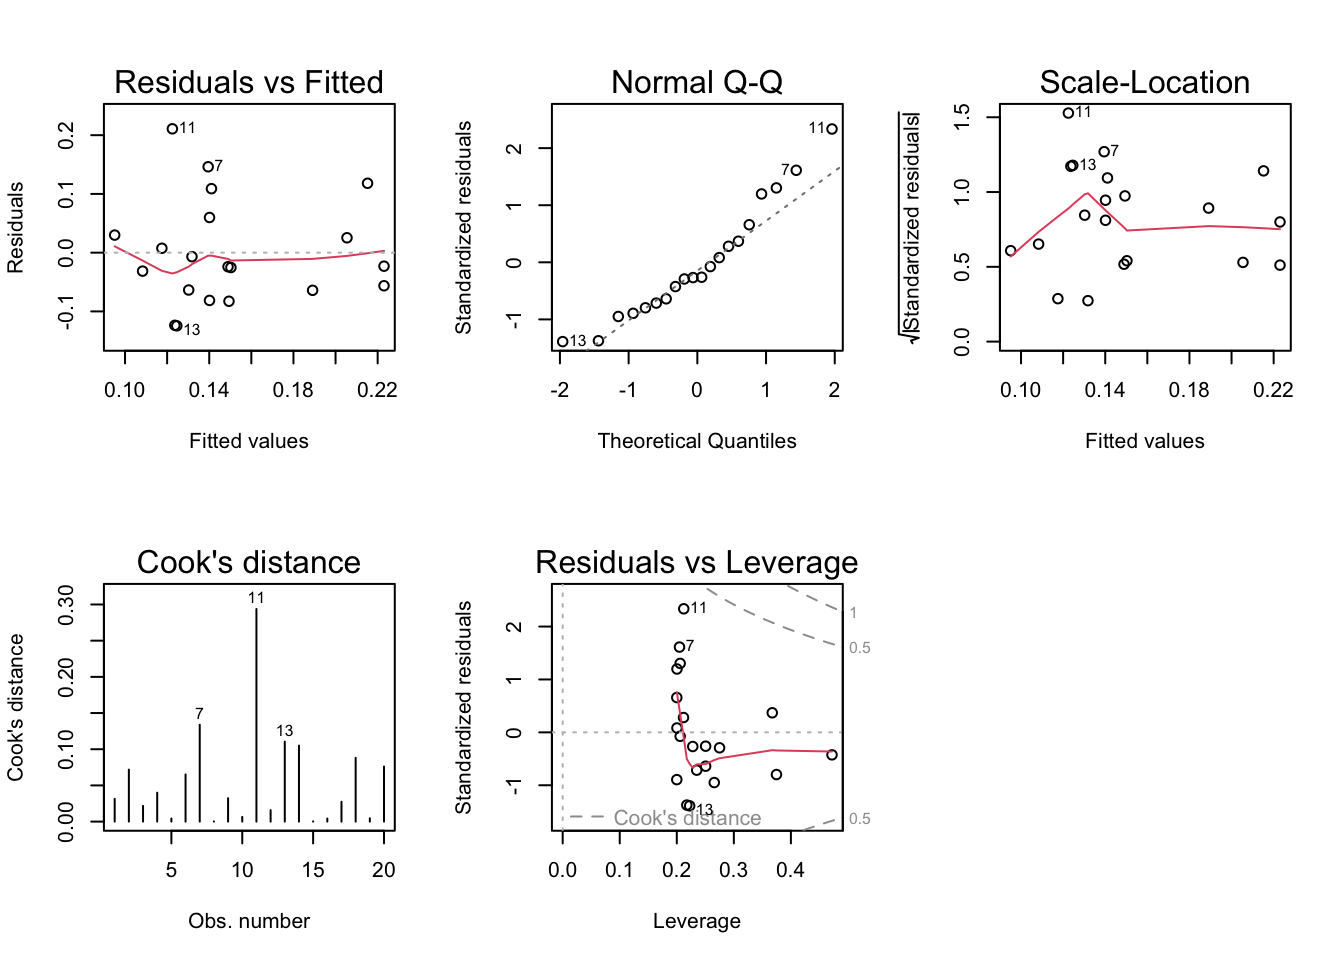 Residuals vs Fitted
Residuals
0.2
0.1
0.0
-0.1
11
7
13
0.10 0.14 0.18 0.22
Fitted values
Normal Q-Q
Standardized residuals
2
1
0
-1
11
7
13
-2 -1 0 1 2
Theoretical Quantiles
Scale-Location
√|Standardized residuals|
1.5
1.0
0.5
0.0
11
7
13
0.10 0.14 0.18 0.22
Fitted values
Cook's distance
Cook's distance
0.30
0.20
0.10
0.00
11
7
13
5 10 15 20
Obs. number
Residuals vs Leverage
Standardized residuals
2
1
0
-1
11
7
13
Cook's distance
1
0.5
0.5
0.0 0.1 0.2 0.3 0.4
Leverage